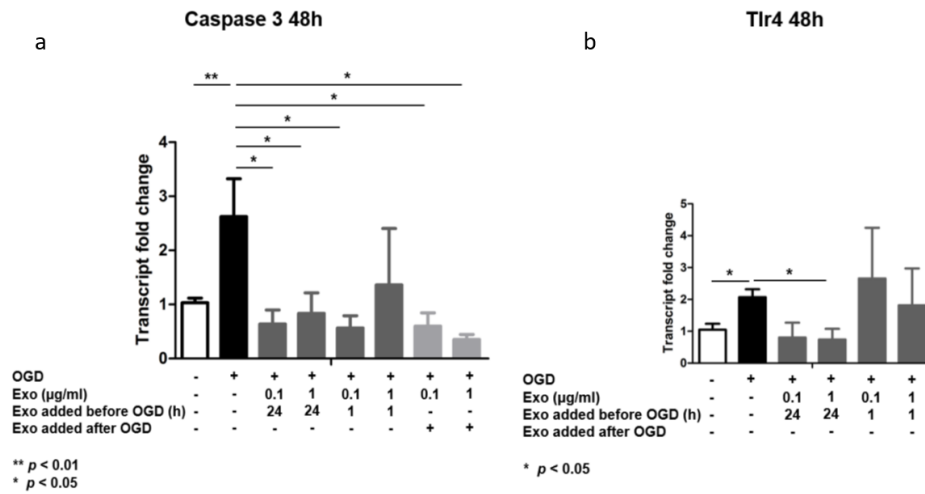 Caspase 3 48h
a
**
*
*
*
*
*
Transcript fold change
4
3
2
1
0
OGD - + + + + + + +
Exo (µg/ml) - - 0.1 1 0.1 1 0.1 1
Exo added before OGD (h) - - 24 24 1 1 - -
Exo added after OGD - - - - - - + +
** p < 0.01
* p < 0.05
Tlr4 48h
b
*
*
Transcript fold change
5
4
3
2
1
0
OGD - + + + + +
Exo (µg/ml) - - 0.1 1 0.1 1
Exo added before OGD (h) - - 24 24 1 1
Exo added after OGD - - - - - -
* p < 0.05